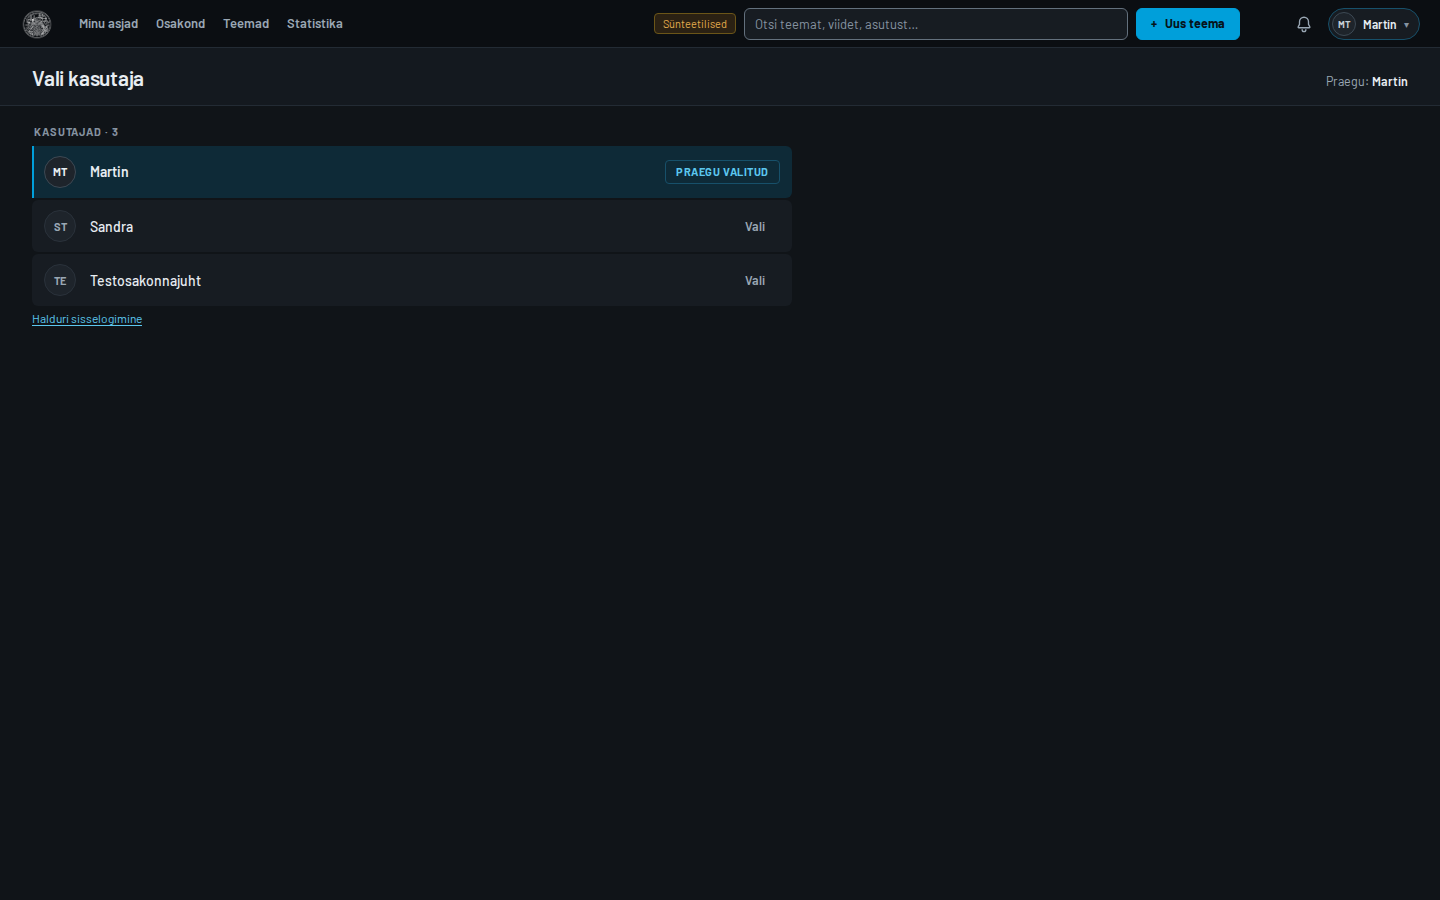 Minu asjad Osakond Teemad Statistika Sünteetilised Otsi teemat, viidet, asutust... + Uus teema MT Martin ▾
Vali kasutaja Praegu: Martin
KASUTAJAD · 3
MT Martin PRAEGU VALITUD
ST Sandra Vali
TE Testosakonnajuht Vali
Halduri sisselogimine